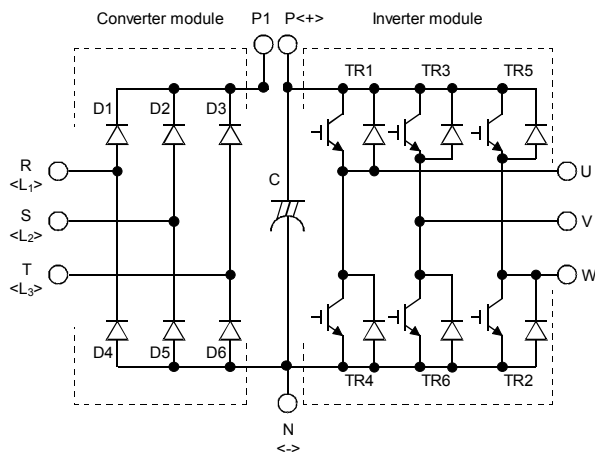 Converter module
P1
P<+>
Inverter module
D1
D2
D3
TR1
TR3
TR5
R
<L₁>
C
U
S
<L₂>
V
T
<L₃>
W
D4
D5
D6
TR4
TR6
TR2
N
<->